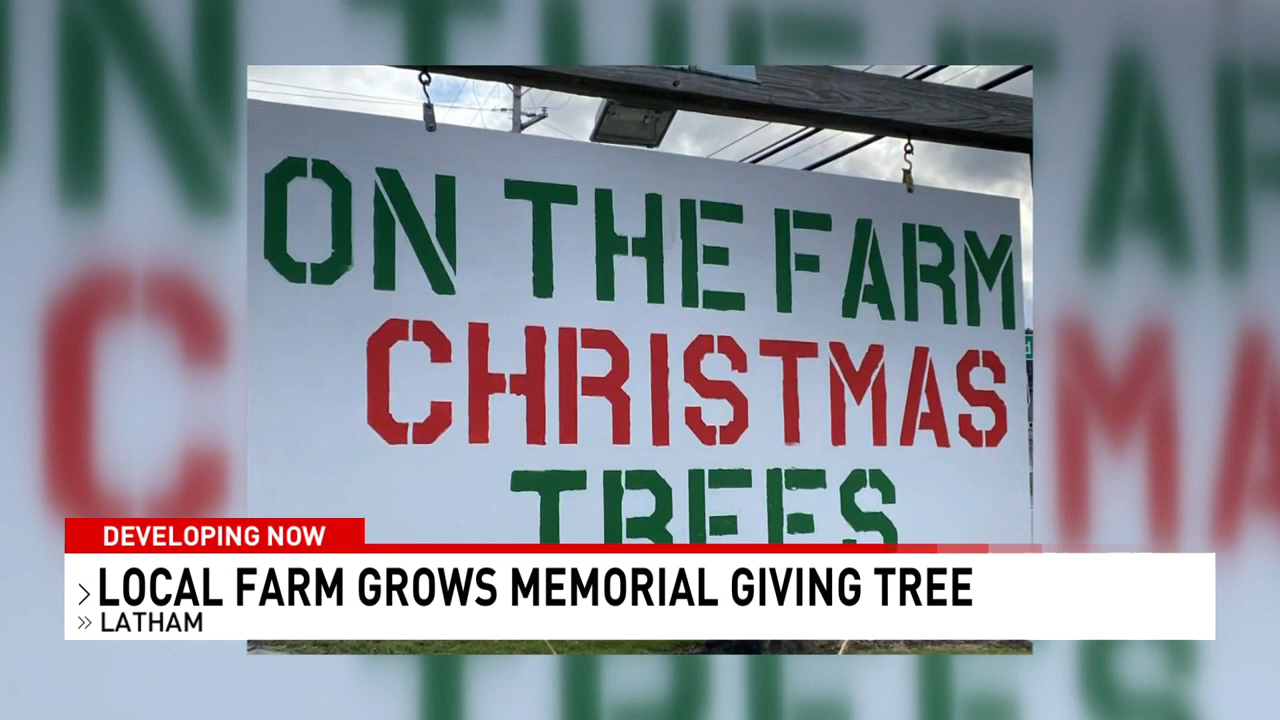 ON THE FARM
CHRISTMAS
TREES
DEVELOPING NOW
LOCAL FARM GROWS MEMORIAL GIVING TREE
LATHAM